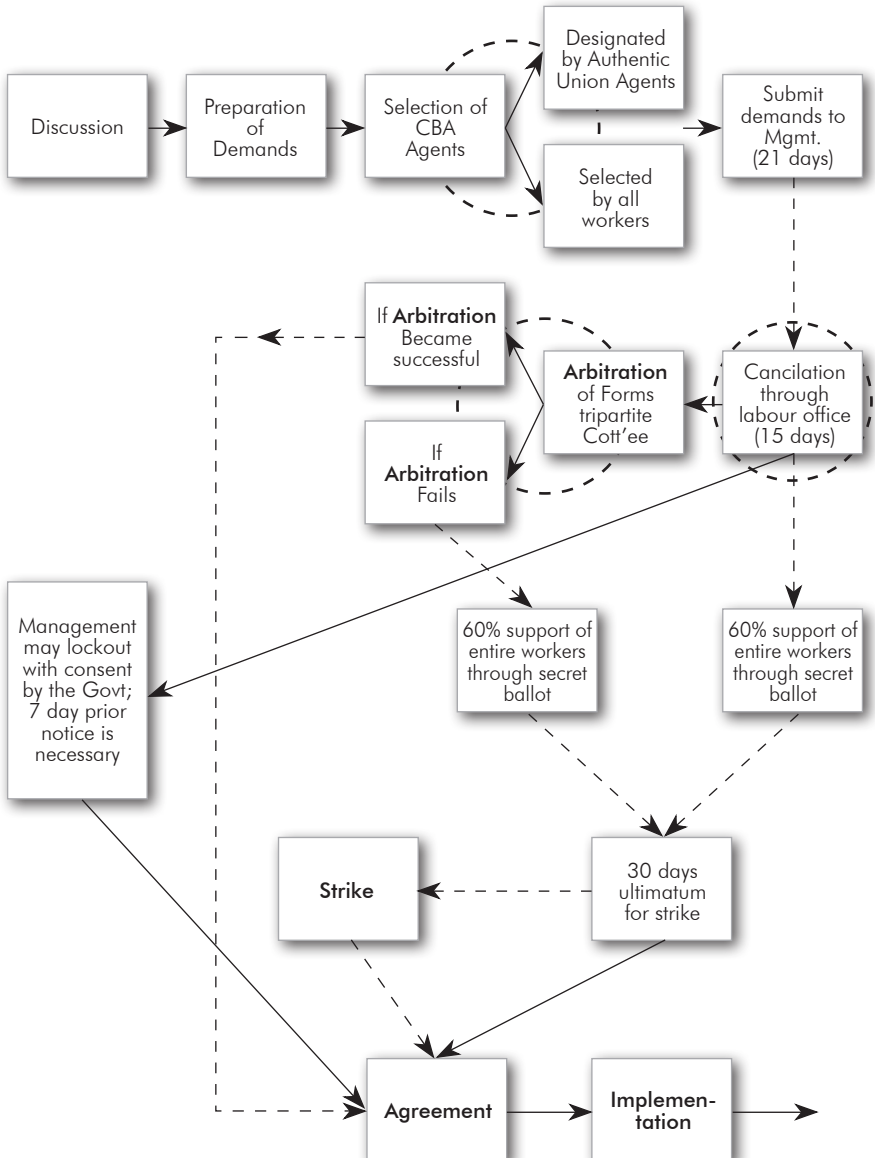 Discussion
Preparation
of
Demands
Selection of
CBA
Agents
Designated
by Authentic
Union Agents
Selected
by all
workers
Submit
demands to
Mgmt.
(21 days)
If Arbitration
Became
successful
If
Arbitration
Fails
Arbitration
of Forms
tripartite
Cott'ee
Cancilation
through
labour office
(15 days)
Management
may lockout
with consent
by the Govt;
7 day prior
notice is
necessary
60% support of
entire workers
through secret
ballot
60% support of
entire workers
through secret
ballot
Strike
30 days
ultimatum
for strike
Agreement
Implemen-
tation